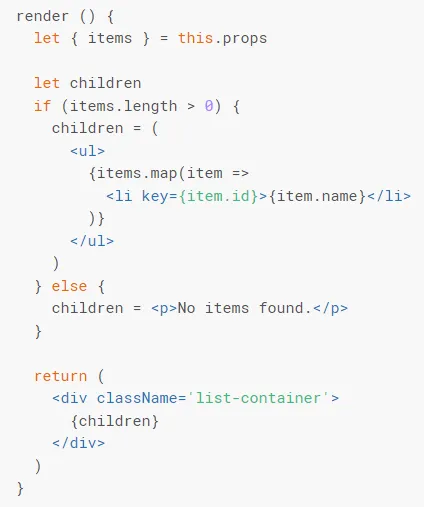 render () {
  let { items } = this.props

  let children
  if (items.length > 0) {
    children = (
      <ul>
        {items.map(item =>
          <li key={item.id}>{item.name}</li>
        )}
      </ul>
    )
  } else {
    children = <p>No items found.</p>
  }

  return (
    <div className='list-container'>
      {children}
    </div>
  )
}